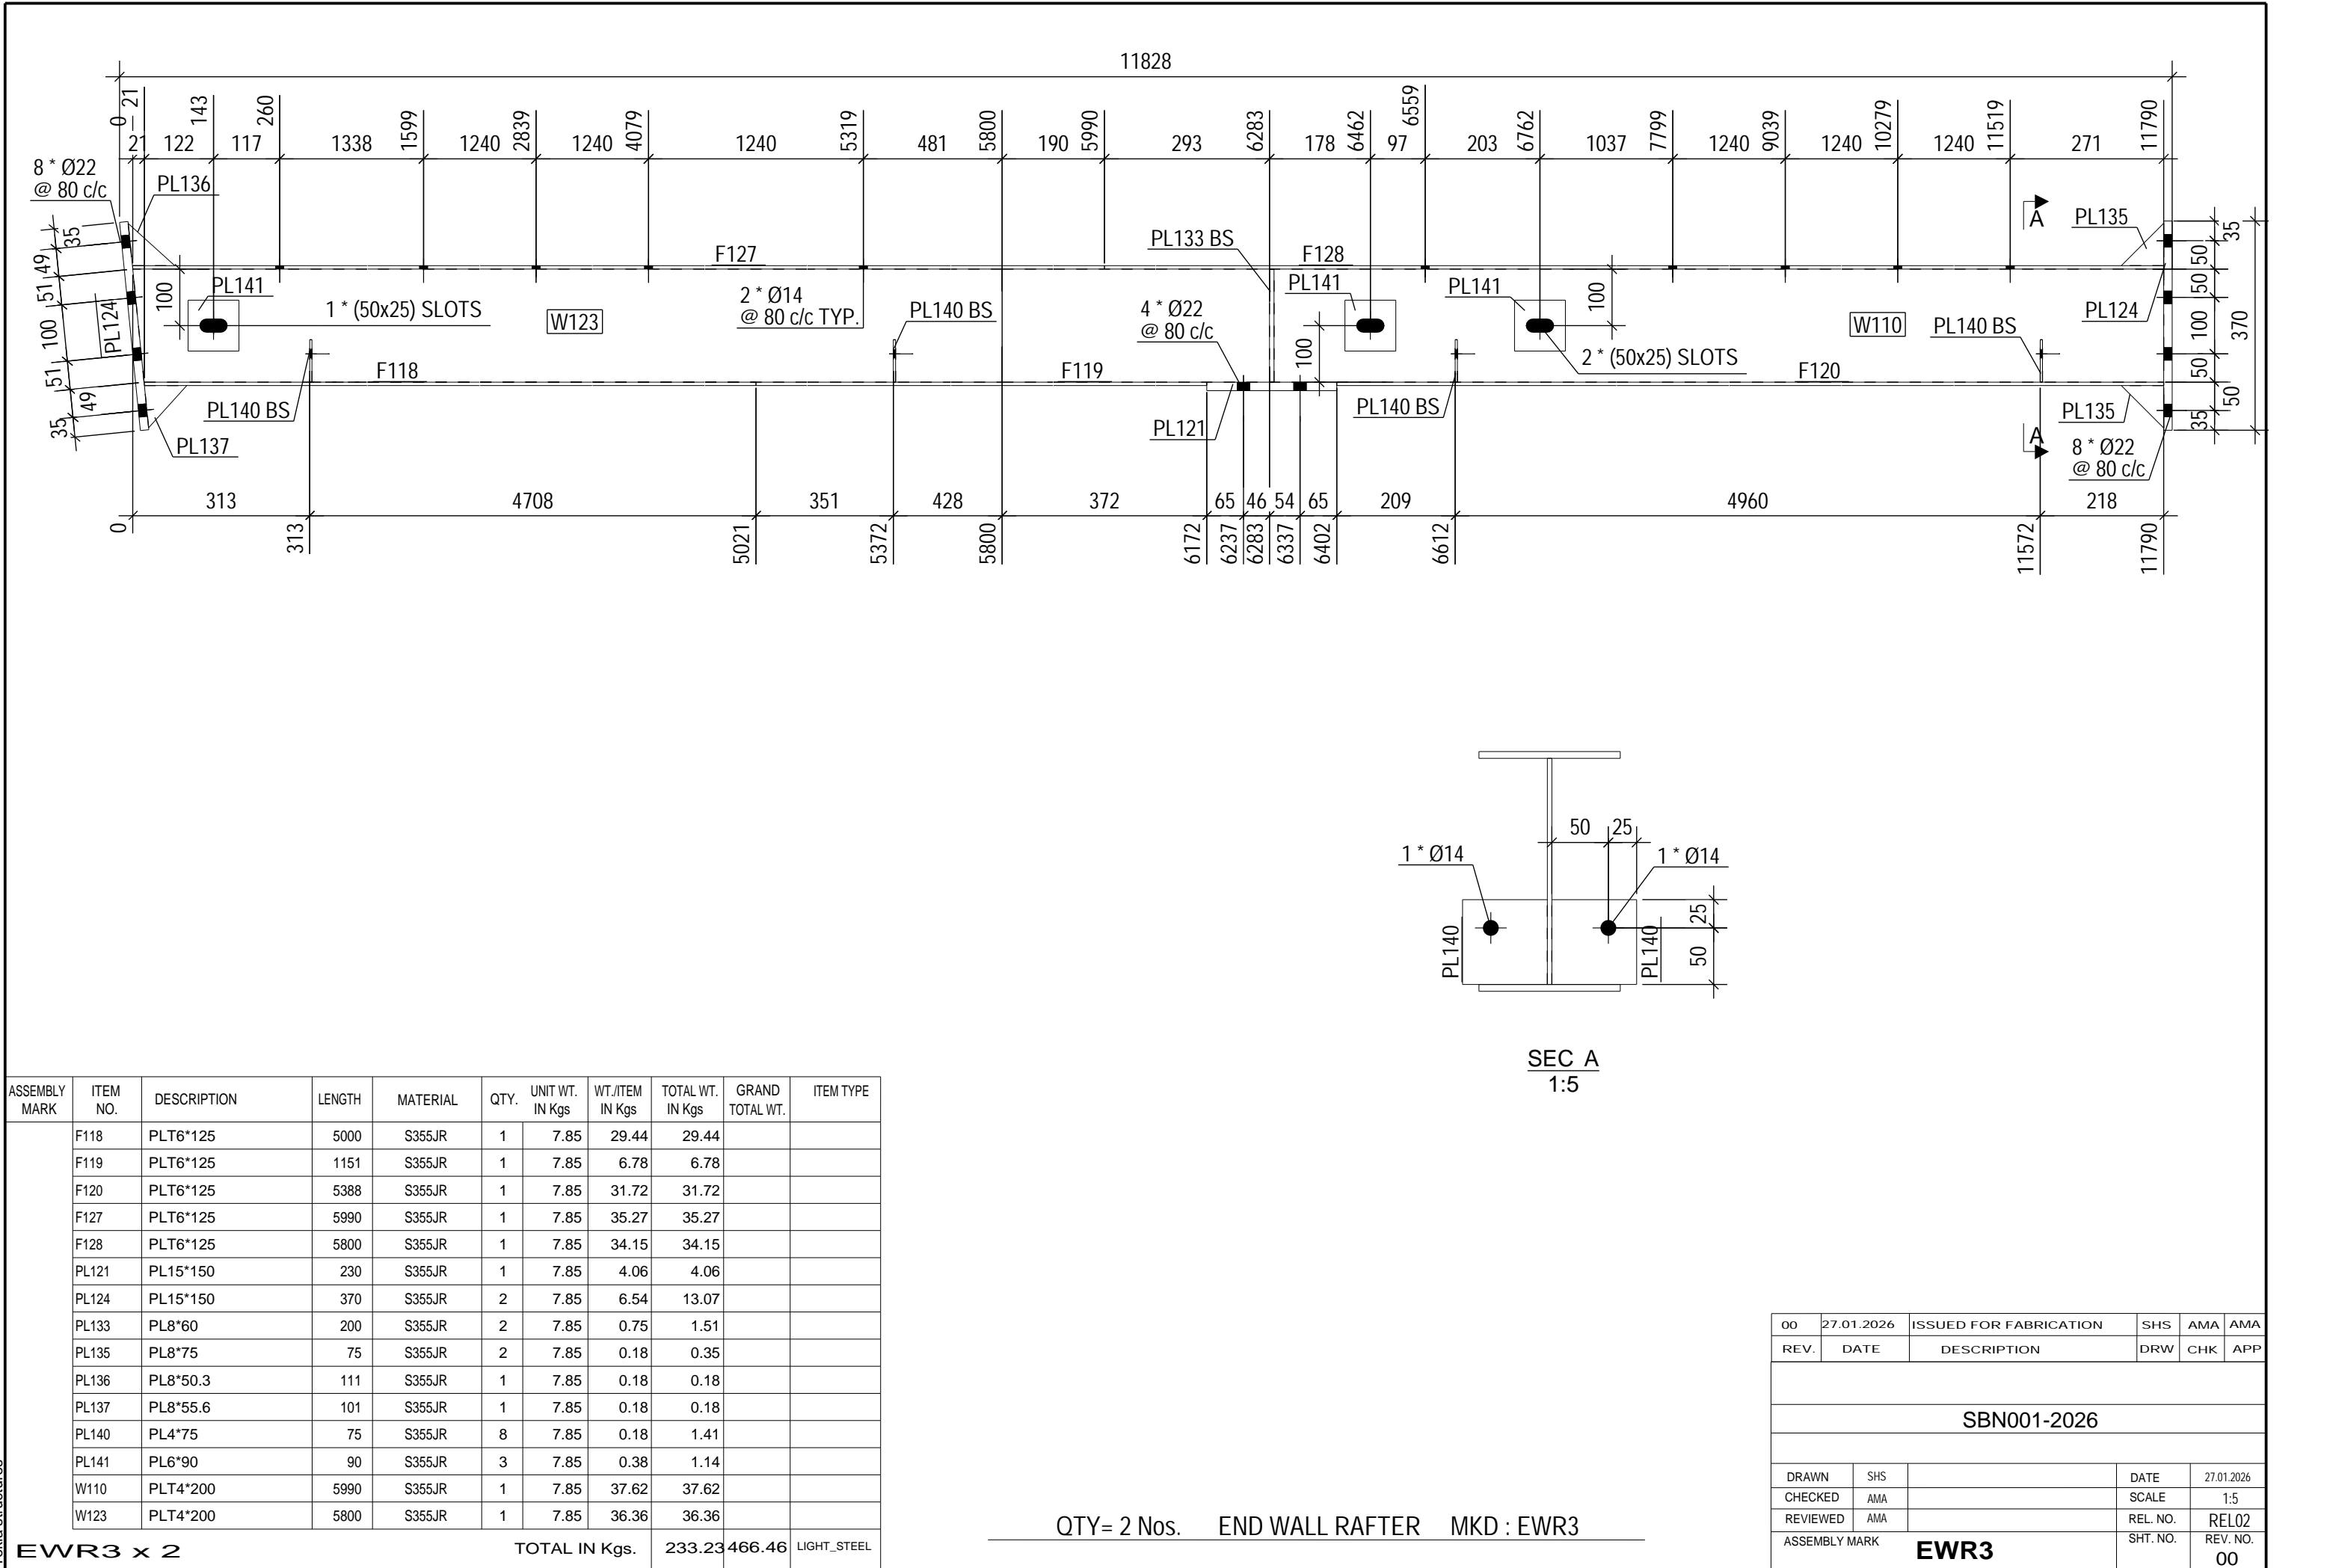 11828
0
21
143
260
1599
2839
4079
5319
5800
5990
6283
6462
6559
6762
7799
9039
10279
11519
11790
21 122 117 1338 1240 1240 1240 481 190 293 178 97 203 1037 1240 1240 1240 271
8 * Ø22
@ 80 c/c
PL136
35
49
51
100
51
49
35
PL124
100
PL141
1 * (50x25) SLOTS
W123
F127
2 * Ø14
@ 80 c/c TYP.
PL140 BS
PL133 BS
F128
PL141
4 * Ø22
@ 80 c/c
100
PL141
100
2 * (50x25) SLOTS
W110
PL140 BS
A
PL135
PL124
35
50
50
100
50
50
35
370
F118
PL140 BS
PL137
F119
PL121
PL140 BS
F120
PL135
A
8 * Ø22
@ 80 c/c
313 4708 351 428 372 65 46 54 65 209 4960 218
0
313
5021
5372
5800
6172
6237
6283
6337
6402
6612
11572
11790
50 25
1 * Ø14
1 * Ø14
25
50
PL140
PL140
SEC A
1:5
ASSEMBLY MARK ITEM NO. DESCRIPTION LENGTH MATERIAL QTY. UNIT WT. IN Kgs WT./ITEM IN Kgs TOTAL WT. IN Kgs GRAND TOTAL WT. ITEM TYPE
F118 PLT6*125 5000 S355JR 1 7.85 29.44 29.44
F119 PLT6*125 1151 S355JR 1 7.85 6.78 6.78
F120 PLT6*125 5388 S355JR 1 7.85 31.72 31.72
F127 PLT6*125 5990 S355JR 1 7.85 35.27 35.27
F128 PLT6*125 5800 S355JR 1 7.85 34.15 34.15
PL121 PL15*150 230 S355JR 1 7.85 4.06 4.06
PL124 PL15*150 370 S355JR 2 7.85 6.54 13.07
PL133 PL8*60 200 S355JR 2 7.85 0.75 1.51
PL135 PL8*75 75 S355JR 2 7.85 0.18 0.35
PL136 PL8*50.3 111 S355JR 1 7.85 0.18 0.18
PL137 PL8*55.6 101 S355JR 1 7.85 0.18 0.18
PL140 PL4*75 75 S355JR 8 7.85 0.18 1.41
PL141 PL6*90 90 S355JR 3 7.85 0.38 1.14
W110 PLT4*200 5990 S355JR 1 7.85 37.62 37.62
W123 PLT4*200 5800 S355JR 1 7.85 36.36 36.36
EWR3 x 2 TOTAL IN Kgs. 233.23 466.46 LIGHT_STEEL
QTY= 2 Nos. END WALL RAFTER MKD : EWR3
00 27.01.2026 ISSUED FOR FABRICATION SHS AMA AMA
REV. DATE DESCRIPTION DRW CHK APP
SBN001-2026
DRAWN SHS DATE 27.01.2026
CHECKED AMA SCALE 1:5
REVIEWED AMA REL. NO. REL02
ASSEMBLY MARK EWR3 SHT. NO. REV. NO.
00